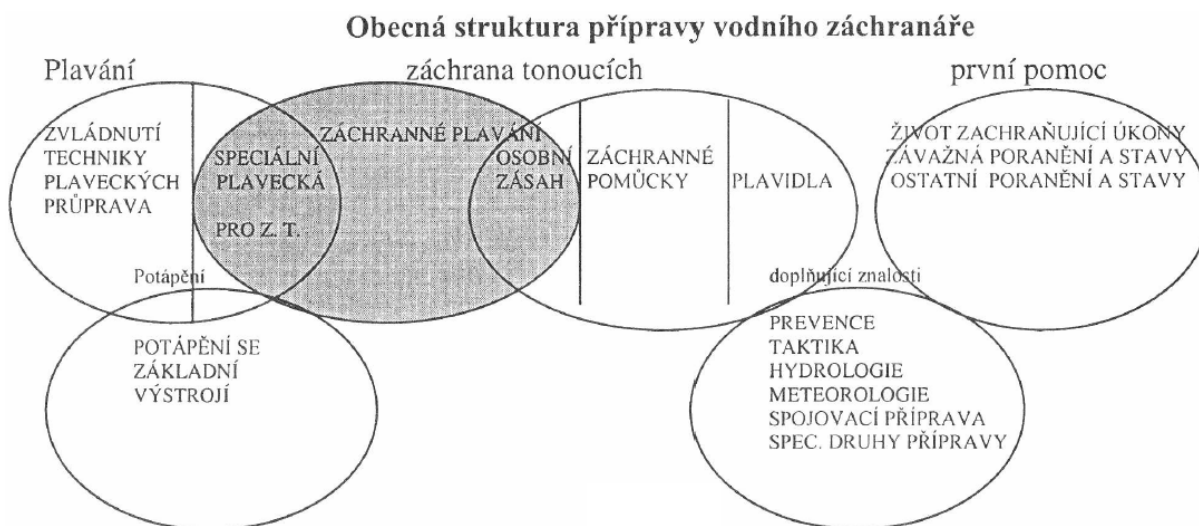 Obecná struktura přípravy vodního záchranáře
Plavání
záchrana tonoucích
první pomoc
ZVLÁDNUTÍ
TECHNIKY
PLAVECKÝCH
PRŮPRAVA
SPECIÁLNÍ
PLAVECKÁ
PRO Z. T.
ZÁCHRANNÉ PLAVÁNÍ
OSOBNÍ
ZÁSAH
ZÁCHRANNÉ
POMŮCKY
PLAVIDLA
ŽIVOT ZACHRAŇUJÍCÍ ÚKONY
ZÁVAŽNÁ PORANĚNÍ A STAVY
OSTATNÍ PORANĚNÍ A STAVY
Potápění
POTÁPĚNÍ SE
ZÁKLADNÍ
VÝSTROJÍ
doplňující znalosti
PREVENCE
TAKTIKA
HYDROLOGIE
METEOROLOGIE
SPOJOVACÍ PŘÍPRAVA
SPEC. DRUHY PŘÍPRAVY